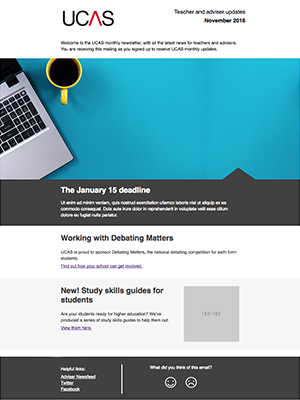 UCAS
Teacher and adviser updates
November 2016
Welcome to the UCAS monthly newsletter, with all the latest news for teachers and advisers.
You are receiving this mailing as you signed up to receive UCAS monthly updates.
The January 15 deadline
Ut enim ad minim veniam, quis nostrud exercitation ullamco laboris nisi ut aliquip ex ea
commodo consequat. Duis aute irure dolor in reprehenderit in voluptate velit esse cillum
dolore eu fugiat nulla pariatur.
Working with Debating Matters
UCAS is proud to sponsor Debating Matters, the national debating competition for sixth form
students.
Find out how your school can get involved.
New! Study skills guides for
students
Are your students ready for higher education? We've
produced a series of study skills guides to help them out.
View them here.
Helpful links:
Adviser Newsfeed
Twitter
Facebook
What did you think of this email?